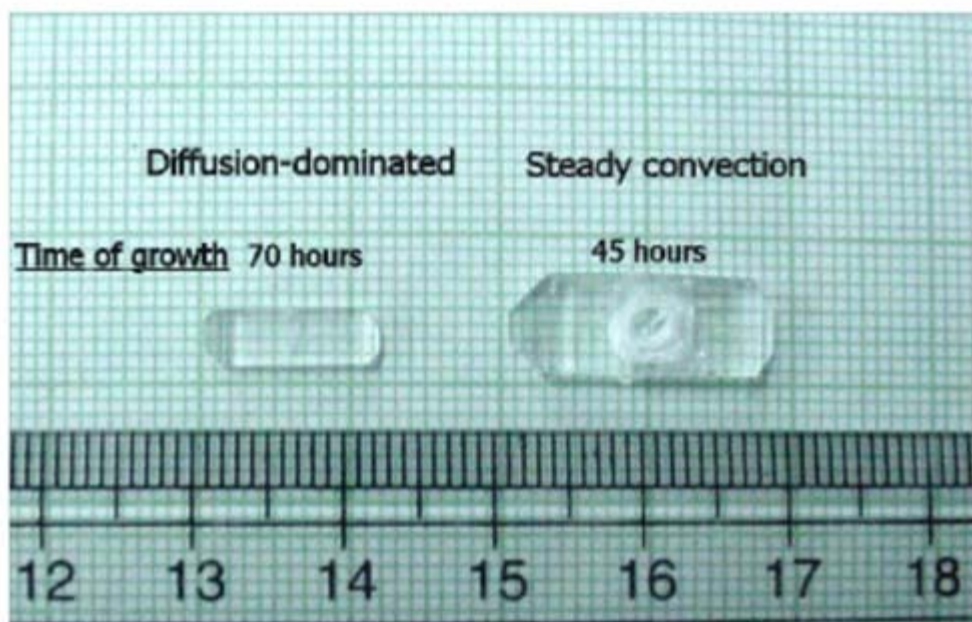 Diffusion-dominated Steady convection
Time of growth 70 hours 45 hours
12 13 14 15 16 17 18